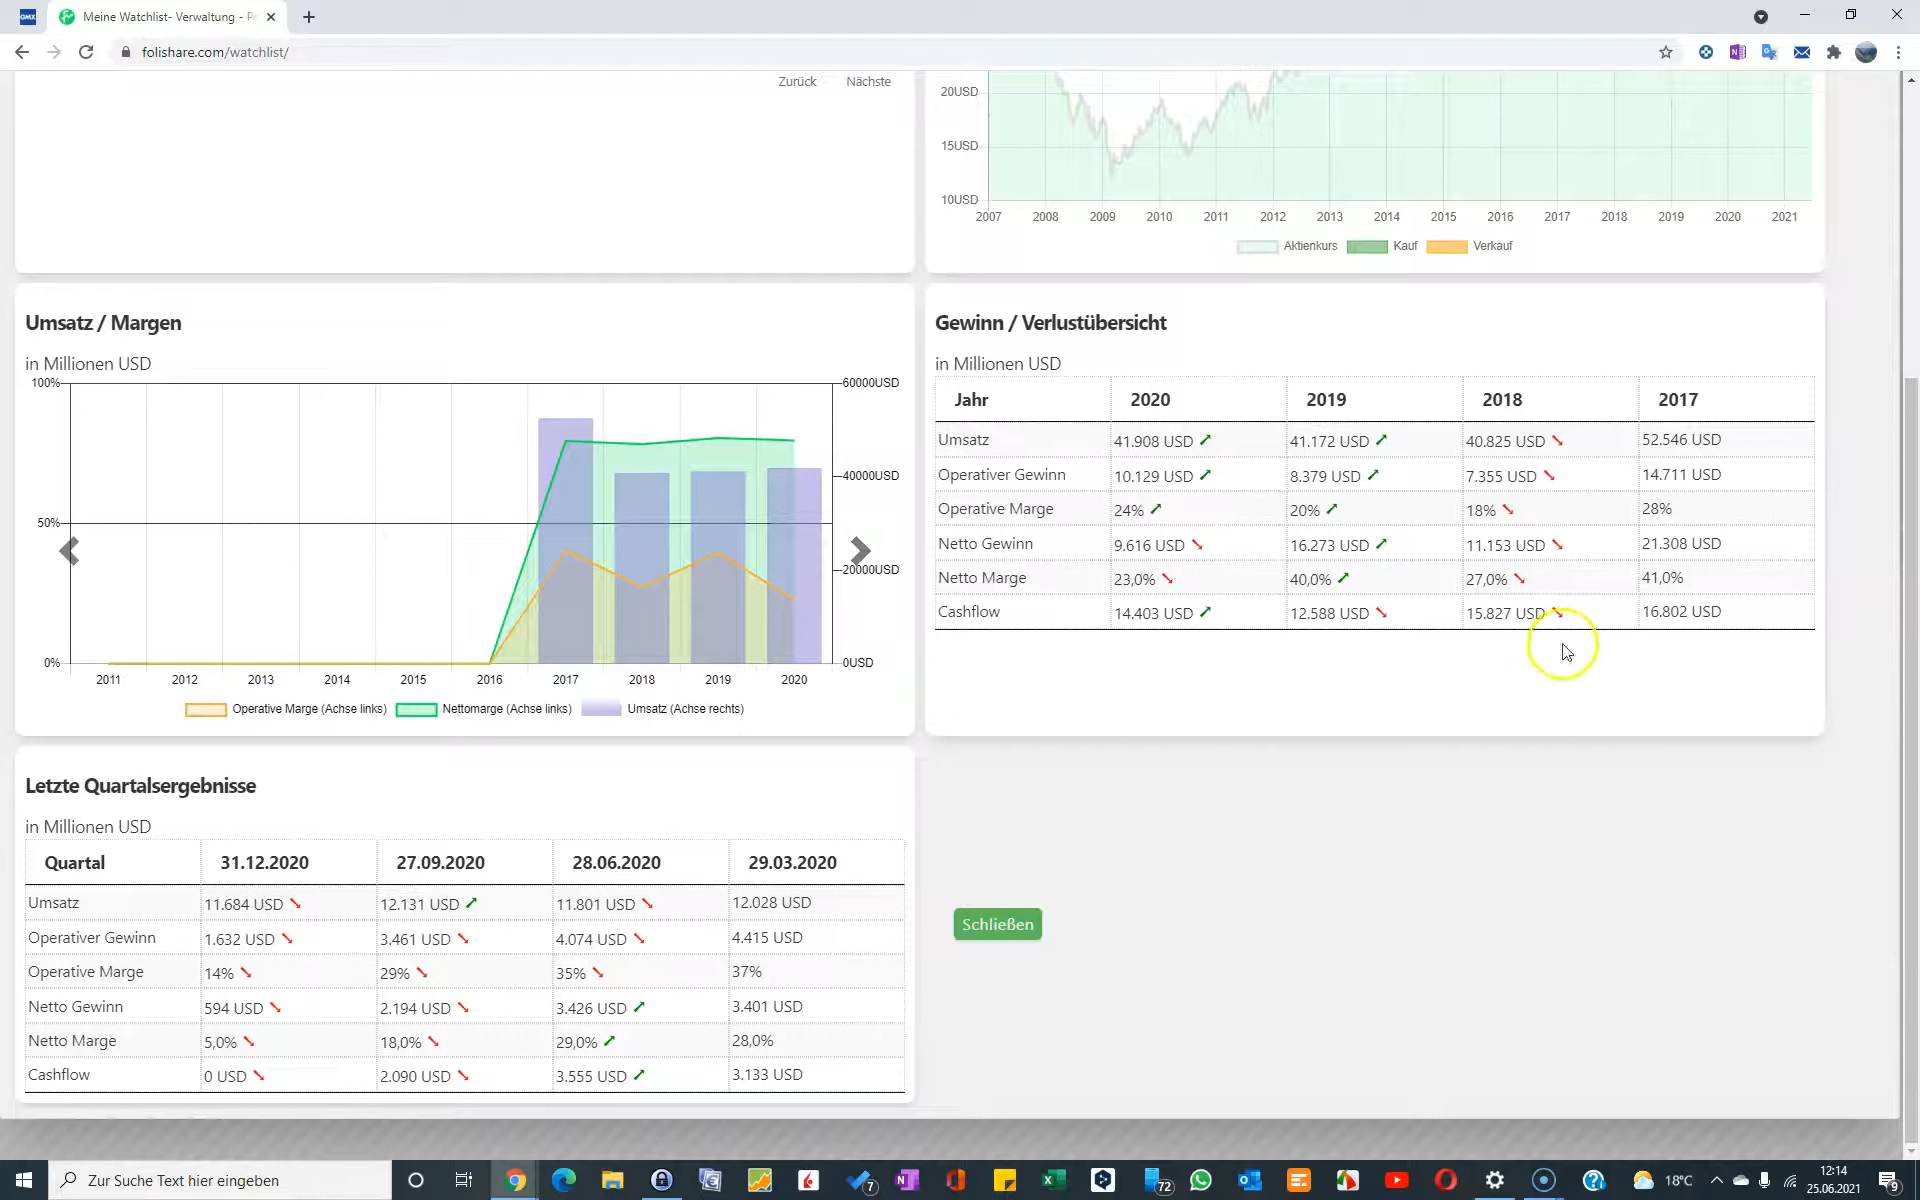 GMX
Meine Watchlist- Verwaltung - P
folishare.com/watchlist/
Zurück Nächste
20USD
15USD
10USD
2007 2008 2009 2010 2011 2012 2013 2014 2015 2016 2017 2018 2019 2020 2021
Aktienkurs Kauf Verkauf
Umsatz / Margen
in Millionen USD
100%
50%
0%
60000USD
40000USD
20000USD
0USD
2011 2012 2013 2014 2015 2016 2017 2018 2019 2020
Operative Marge (Achse links) Nettomarge (Achse links) Umsatz (Achse rechts)
Gewinn / Verlustübersicht
in Millionen USD
Jahr 2020 2019 2018 2017
Umsatz 41.908 USD 41.172 USD 40.825 USD 52.546 USD
Operativer Gewinn 10.129 USD 8.379 USD 7.355 USD 14.711 USD
Operative Marge 24% 20% 18% 28%
Netto Gewinn 9.616 USD 16.273 USD 11.153 USD 21.308 USD
Netto Marge 23,0% 40,0% 27,0% 41,0%
Cashflow 14.403 USD 12.588 USD 15.827 USD 16.802 USD
Letzte Quartalsergebnisse
in Millionen USD
Quartal 31.12.2020 27.09.2020 28.06.2020 29.03.2020
Umsatz 11.684 USD 12.131 USD 11.801 USD 12.028 USD
Operativer Gewinn 1.632 USD 3.461 USD 4.074 USD 4.415 USD
Operative Marge 14% 29% 35% 37%
Netto Gewinn 594 USD 2.194 USD 3.426 USD 3.401 USD
Netto Marge 5,0% 18,0% 29,0% 28,0%
Cashflow 0 USD 2.090 USD 3.555 USD 3.133 USD
Schließen
Zur Suche Text hier eingeben
7
72
18°C
12:14
25.06.2021
9